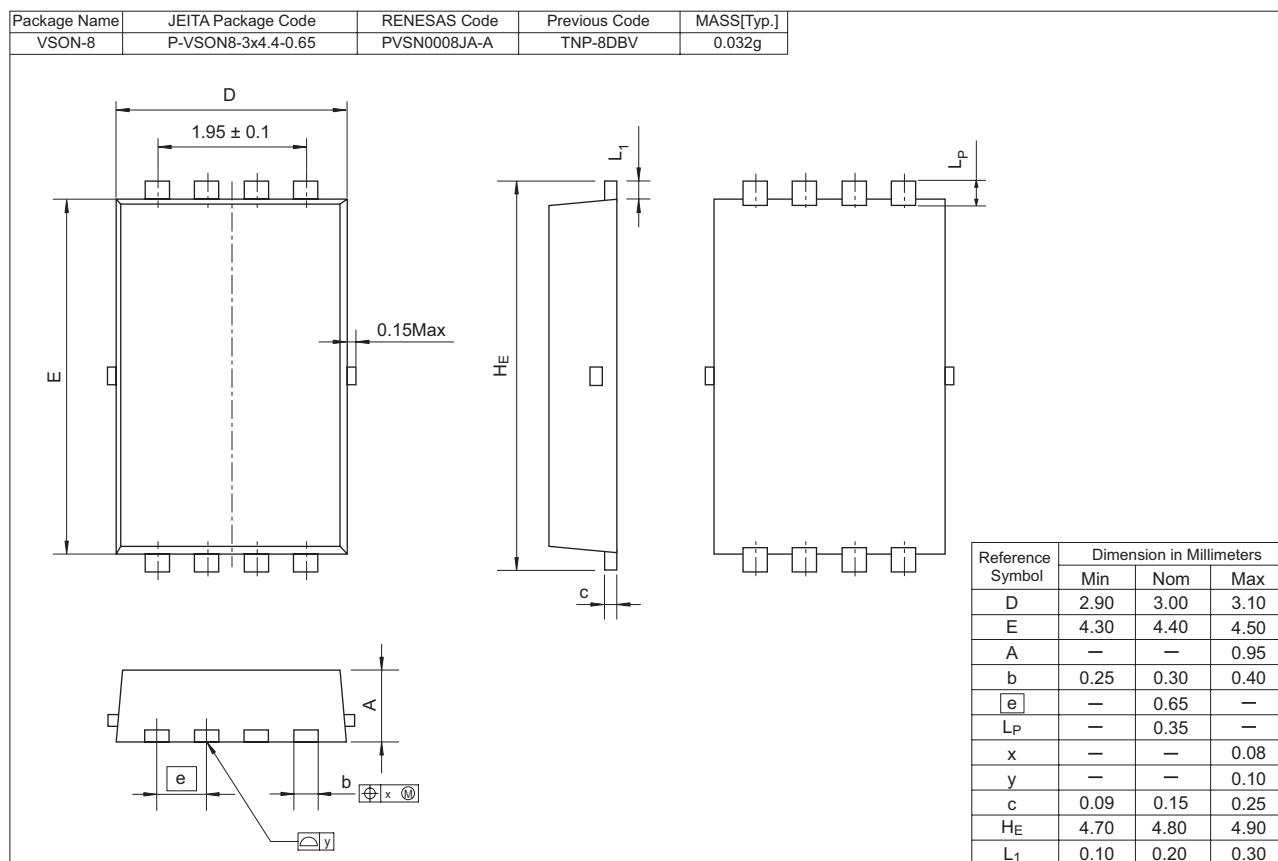 Package Name JEITA Package Code RENESAS Code Previous Code MASS[Typ.]
VSON-8 P-VSON8-3x4.4-0.65 PVSN0008JA-A TNP-8DBV 0.032g
D
1.95 ± 0.1
L1
LP
0.15Max
E
HE
c
A
e
b
x Ⓜ
y
Reference Symbol Dimension in Millimeters
Min Nom Max
D 2.90 3.00 3.10
E 4.30 4.40 4.50
A — — 0.95
b 0.25 0.30 0.40
e — 0.65 —
LP — 0.35 —
x — — 0.08
y — — 0.10
c 0.09 0.15 0.25
HE 4.70 4.80 4.90
L1 0.10 0.20 0.30